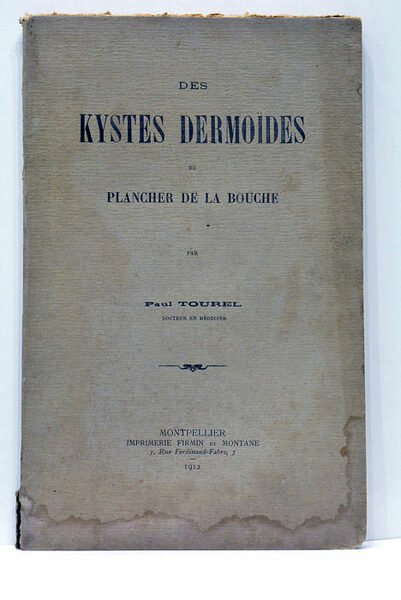 DES
KYSTES DERMOÏDES
DU
PLANCHER DE LA BOUCHE
PAR
Paul TOUREL
DOCTEUR EN MÉDECINE
MONTPELLIER
IMPRIMERIE FIRMIN ET MONTANE
3, Rue Ferdinand-Fabre, 3
1912